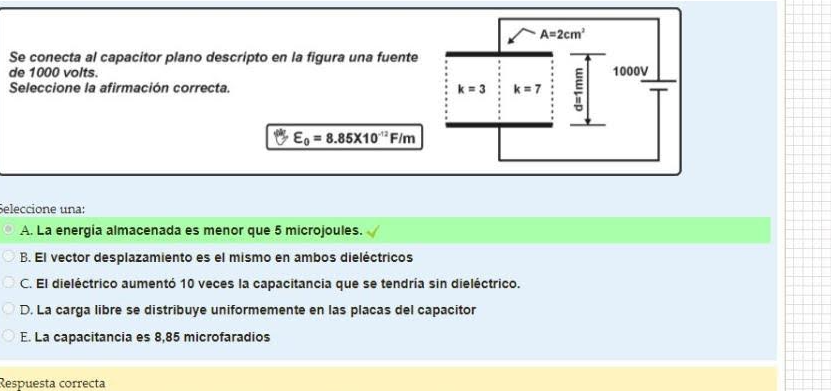 Se conecta al capacitor plano descripto en la figura una fuente
de 1000 volts.
Seleccione la afirmación correcta.
Ɛ₀ = 8.85X10⁻¹² F/m
A=2cm²
k = 3
k = 7
d=1mm
1000V
Seleccione una:
A. La energía almacenada es menor que 5 microjoules.
B. El vector desplazamiento es el mismo en ambos dieléctricos
C. El dieléctrico aumentó 10 veces la capacitancia que se tendría sin dieléctrico.
D. La carga libre se distribuye uniformemente en las placas del capacitor
E. La capacitancia es 8,85 microfaradios
Respuesta correcta